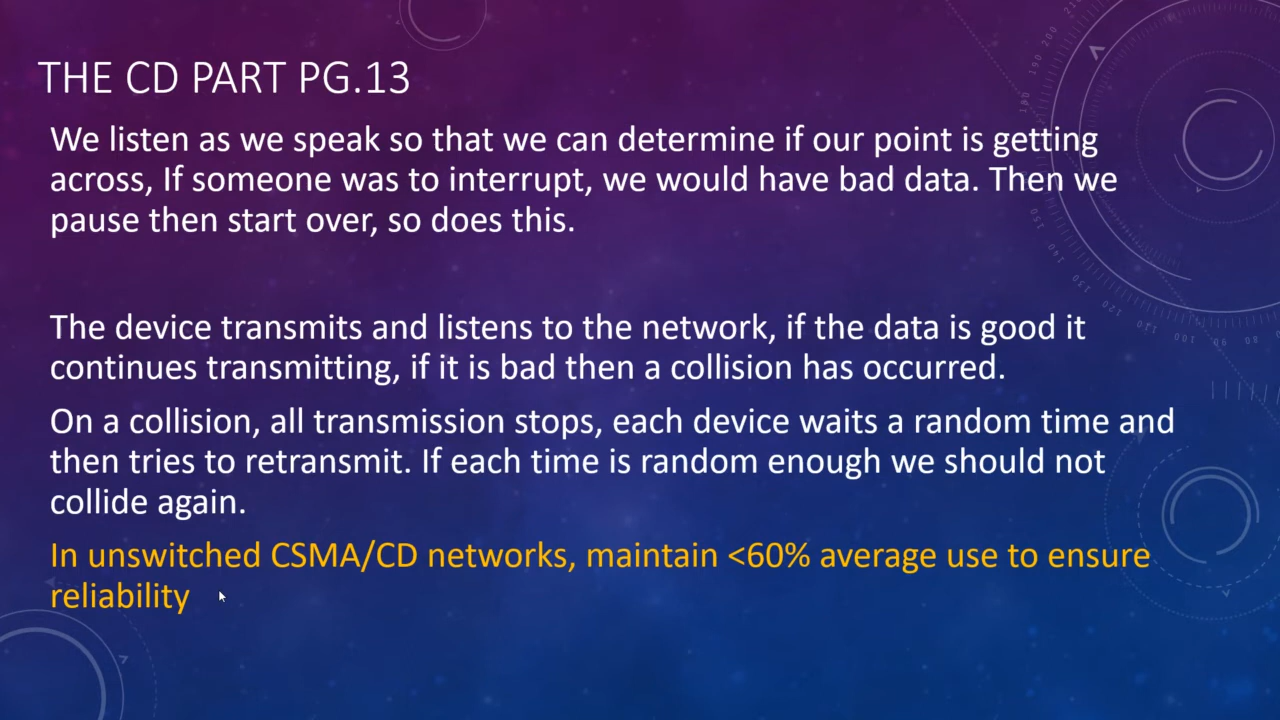 THE CD PART PG.13
We listen as we speak so that we can determine if our point is getting
across, If someone was to interrupt, we would have bad data. Then we
pause then start over, so does this.
The device transmits and listens to the network, if the data is good it
continues transmitting, if it is bad then a collision has occurred.
On a collision, all transmission stops, each device waits a random time and
then tries to retransmit. If each time is random enough we should not
collide again.
In unswitched CSMA/CD networks, maintain <60% average use to ensure
reliability